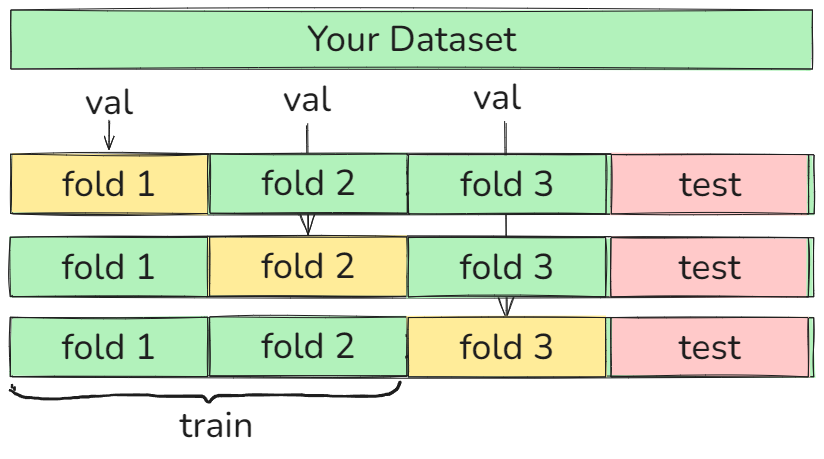 Your Dataset
val val val
fold 1 fold 2 fold 3 test
fold 1 fold 2 fold 3 test
fold 1 fold 2 fold 3 test
train